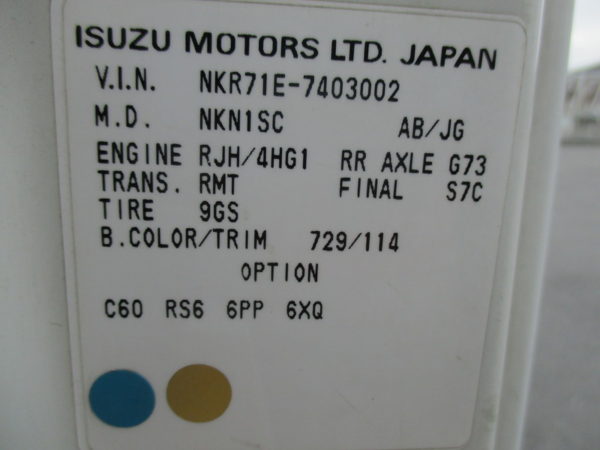 ISUZU MOTORS LTD. JAPAN
V.I.N. NKR71E-7403002
M.D. NKN1SC AB/JG
ENGINE RJH/4HG1 RR AXLE G73
TRANS. RMT FINAL S7C
TIRE 9GS
B.COLOR/TRIM 729/114
OPTION
C60 RS6 6PP 6XQ